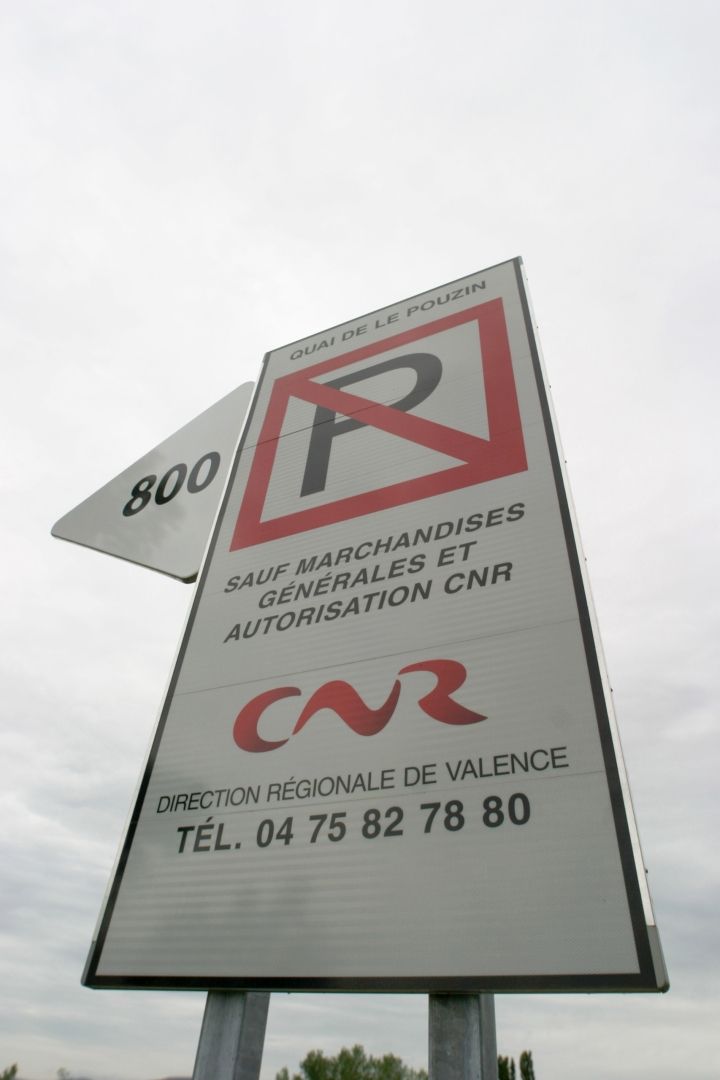 QUAI DE LE POUZIN
P
800
SAUF MARCHANDISES
GÉNÉRALES ET
AUTORISATION CNR
CNR
DIRECTION RÉGIONALE DE VALENCE
TÉL. 04 75 82 78 80